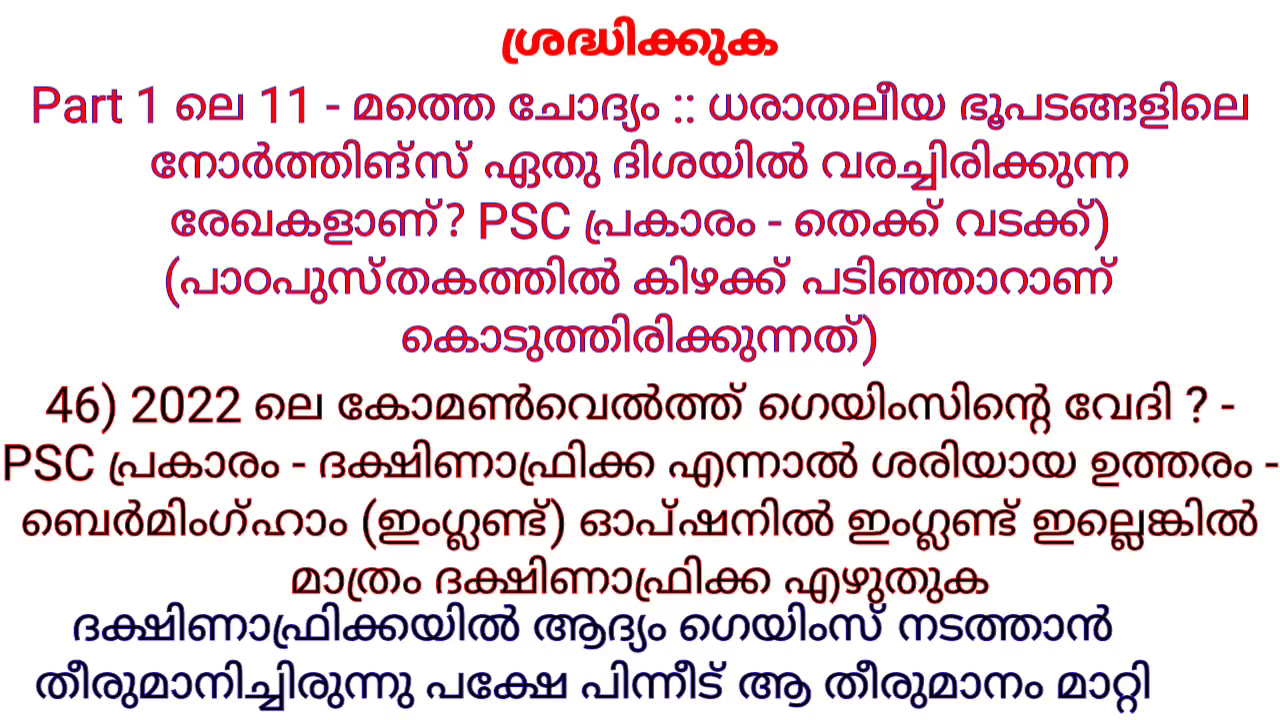 ശ്രദ്ധിക്കുക
Part 1 ലെ 11 - മത്തെ ചോദ്യം :: ധരാതലീയ ഭൂപടങ്ങളിലെ
നോർത്തിങ്സ് ഏതു ദിശയിൽ വരച്ചിരിക്കുന്ന
രേഖകളാണ്? PSC പ്രകാരം - തെക്ക് വടക്ക്)
(പാഠപുസ്തകത്തിൽ കിഴക്ക് പടിഞ്ഞാറാണ്
കൊടുത്തിരിക്കുന്നത്)
46) 2022 ലെ കോമൺവെൽത്ത് ഗെയിംസിന്റെ വേദി ? -
PSC പ്രകാരം - ദക്ഷിണാഫ്രിക്ക എന്നാൽ ശരിയായ ഉത്തരം -
ബെർമിംഗ്ഹാം (ഇംഗ്ലണ്ട്) ഓപ്ഷനിൽ ഇംഗ്ലണ്ട് ഇല്ലെങ്കിൽ
മാത്രം ദക്ഷിണാഫ്രിക്ക എഴുതുക
ദക്ഷിണാഫ്രിക്കയിൽ ആദ്യം ഗെയിംസ് നടത്താൻ
തീരുമാനിച്ചിരുന്നു പക്ഷേ പിന്നീട് ആ തീരുമാനം മാറ്റി